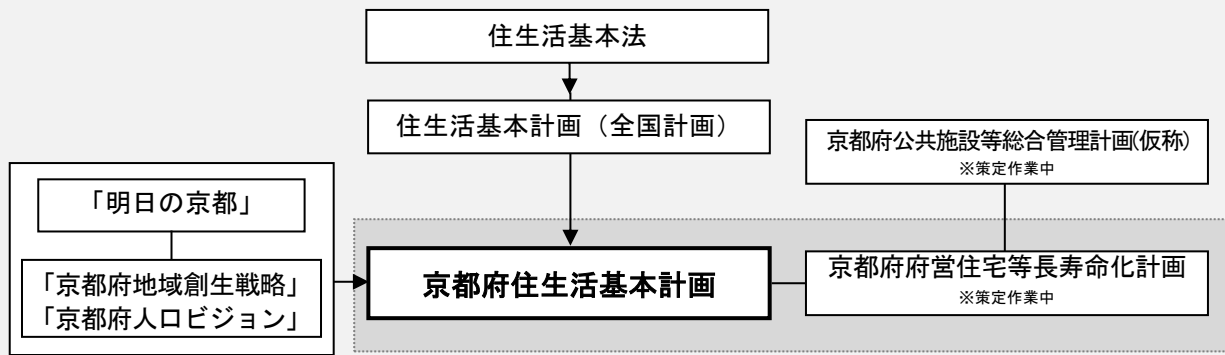 住生活基本法
住生活基本計画（全国計画）
京都府公共施設等総合管理計画(仮称)
※策定作業中
「明日の京都」
「京都府地域創生戦略」
「京都府人口ビジョン」
京都府住生活基本計画
京都府府営住宅等長寿命化計画
※策定作業中